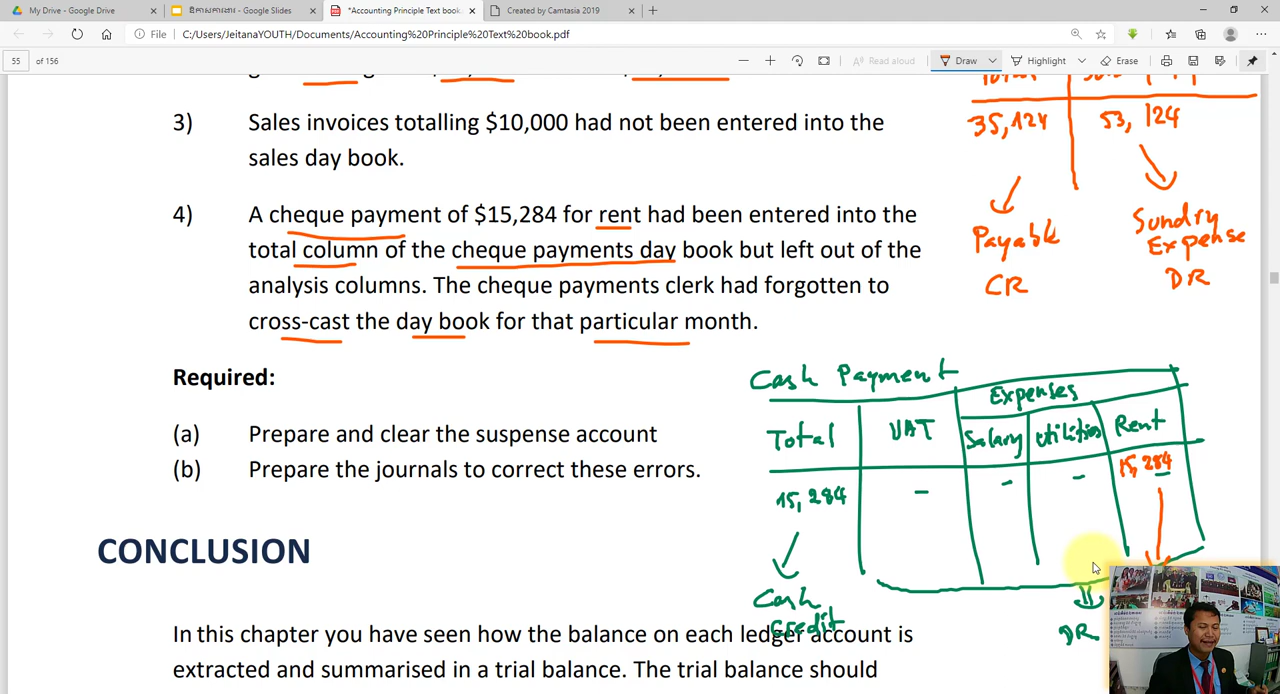 My Drive - Google Drive
- Google Slides
*Accounting Principle Text book.
Created by Camtasia 2019
File
C:/Users/JeitanaYOUTH/Documents/Accounting%20Principle%20Text%20book.pdf
55 of 156
Read aloud
Draw
Highlight
Erase
3) Sales invoices totalling $10,000 had not been entered into the
sales day book.
4) A cheque payment of $15,284 for rent had been entered into the
total column of the cheque payments day book but left out of the
analysis columns. The cheque payments clerk had forgotten to
cross-cast the day book for that particular month.
Required:
(a) Prepare and clear the suspense account
(b) Prepare the journals to correct these errors.
CONCLUSION
In this chapter you have seen how the balance on each ledger account is
extracted and summarised in a trial balance. The trial balance should
35,124
53,124
Payable
CR
Sundry
Expense
DR
Cash Payment
Expenses
Total
VAT
Salary
Utilities
Rent
15,284
-
-
-
15,284
Cash
Credit
DR